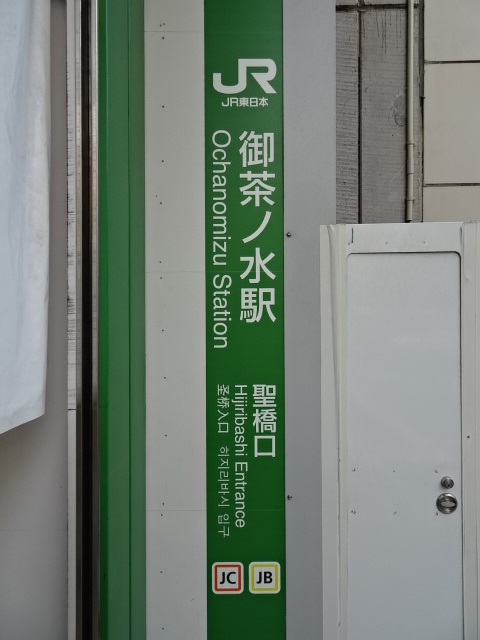 JR
JR東日本
御茶ノ水駅
Ochanomizu Station
聖橋口
Hijiribashi Entrance
圣桥入口 히지리바시 입구
JC JB